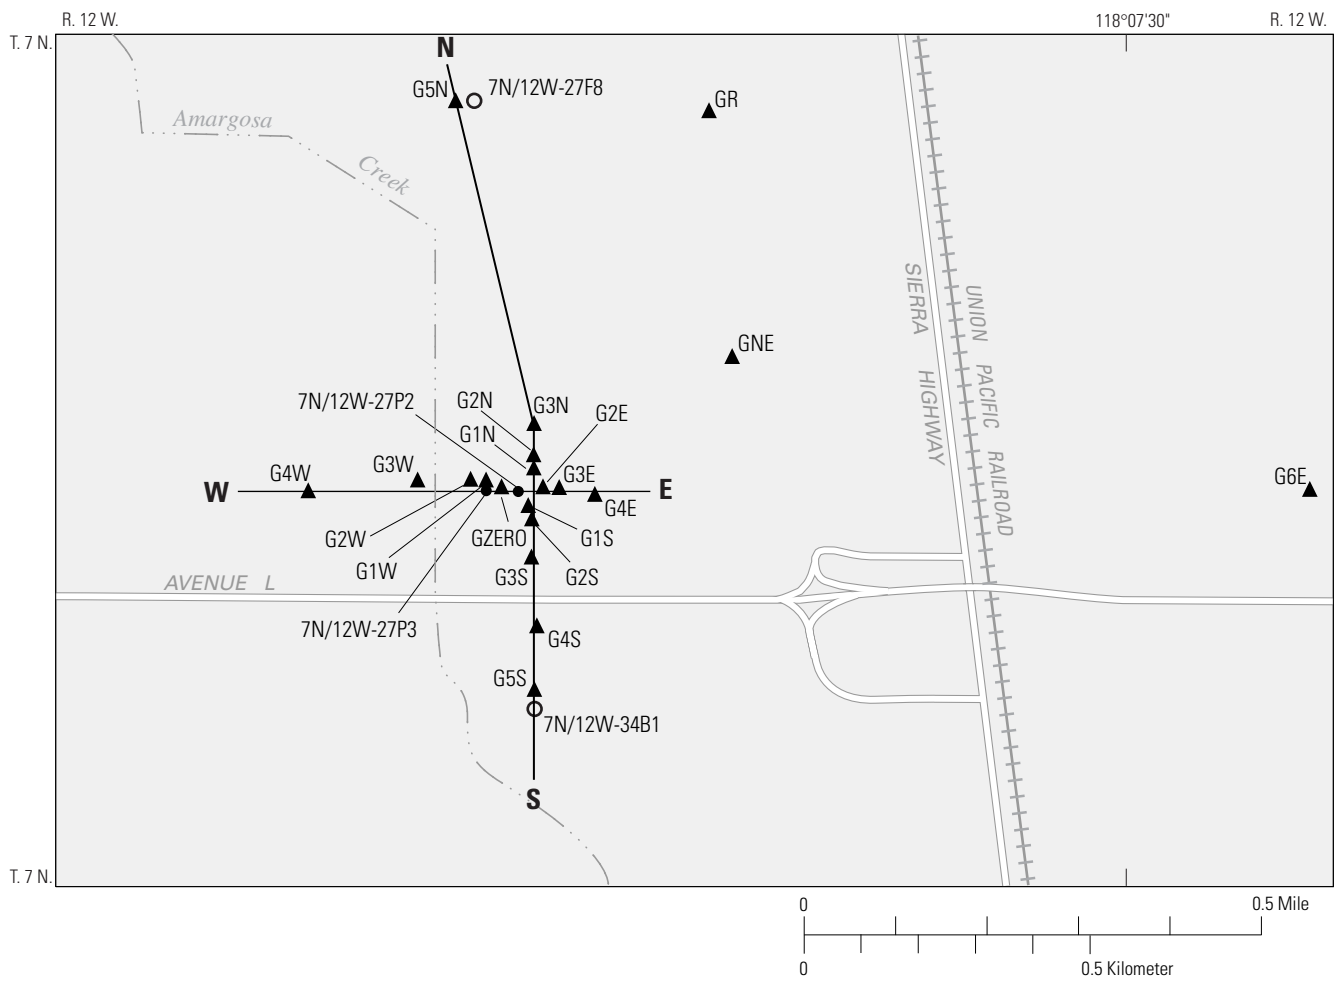 R. 12 W.
118°07'30"
R. 12 W.
T. 7 N.
N
G5N
7N/12W-27F8
GR
Amargosa
Creek
SIERRA HIGHWAY
UNION PACIFIC RAILROAD
GNE
7N/12W-27P2
G2N
G3N
G2E
G1N
G4W
G3W
G3E
G6E
W
E
G4E
G2W
GZERO
G1S
G1W
G3S
G2S
AVENUE L
7N/12W-27P3
G4S
G5S
7N/12W-34B1
S
T. 7 N.
0
0.5 Mile
0
0.5 Kilometer